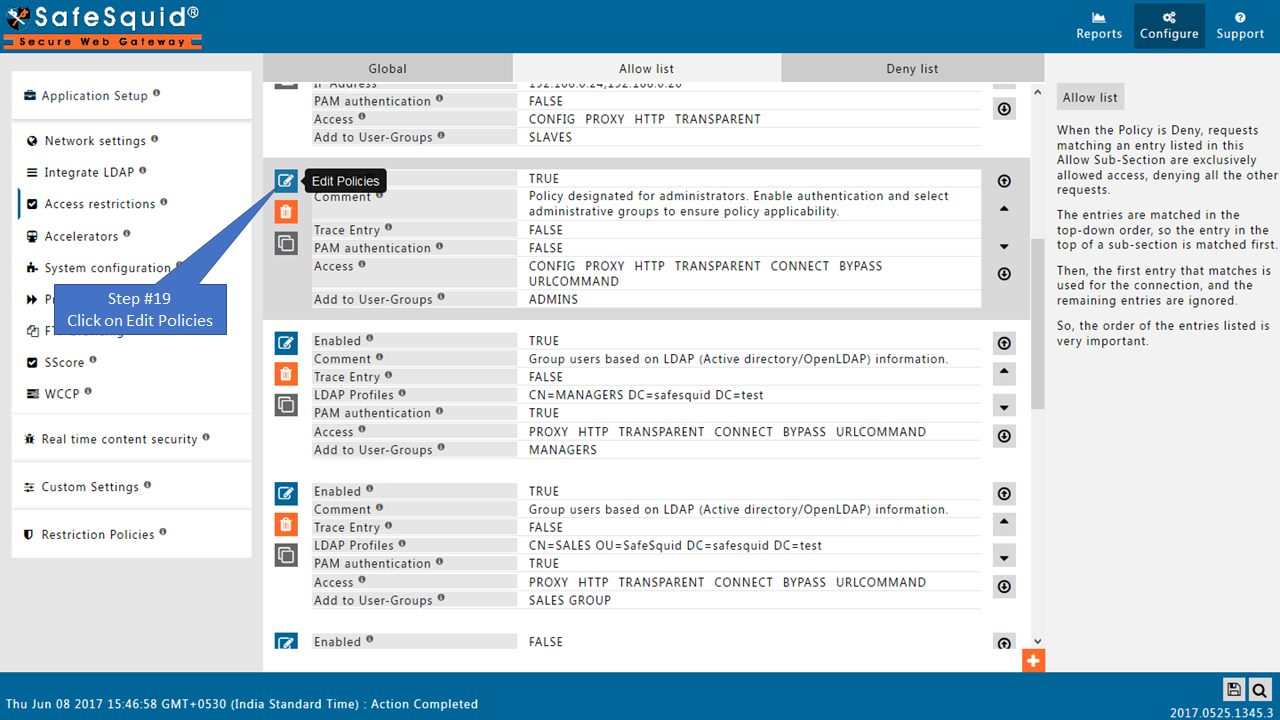 SafeSquid®
Secure Web Gateway
Reports
Configure
Support
Application Setup
Network settings
Integrate LDAP
Access restrictions
Accelerators
System configuration
SScore
WCCP
Real time content security
Custom Settings
Restriction Policies
Step #19
Click on Edit Policies
Global
Allow list
Deny list
IP Address 192.168.0.24,192.168.0.20
PAM authentication FALSE
Access CONFIG PROXY HTTP TRANSPARENT
Add to User-Groups SLAVES
Edit Policies
TRUE
Comment Policy designated for administrators. Enable authentication and select
administrative groups to ensure policy applicability.
Trace Entry FALSE
PAM authentication FALSE
Access CONFIG PROXY HTTP TRANSPARENT CONNECT BYPASS
URLCOMMAND
Add to User-Groups ADMINS
Enabled TRUE
Comment Group users based on LDAP (Active directory/OpenLDAP) information.
Trace Entry FALSE
LDAP Profiles CN=MANAGERS DC=safesquid DC=test
PAM authentication TRUE
Access PROXY HTTP TRANSPARENT CONNECT BYPASS URLCOMMAND
Add to User-Groups MANAGERS
Enabled TRUE
Comment Group users based on LDAP (Active directory/OpenLDAP) information.
Trace Entry FALSE
LDAP Profiles CN=SALES OU=SafeSquid DC=safesquid DC=test
PAM authentication TRUE
Access PROXY HTTP TRANSPARENT CONNECT BYPASS URLCOMMAND
Add to User-Groups SALES GROUP
Enabled FALSE
Allow list
When the Policy is Deny, requests
matching an entry listed in this
Allow Sub-Section are exclusively
allowed access, denying all the other
requests.
The entries are matched in the
top-down order, so the entry in the
top of a sub-section is matched first.
Then, the first entry that matches is
used for the connection, and the
remaining entries are ignored.
So, the order of the entries listed is
very important.
Thu Jun 08 2017 15:46:58 GMT+0530 (India Standard Time) : Action Completed
2017.0525.1345.3